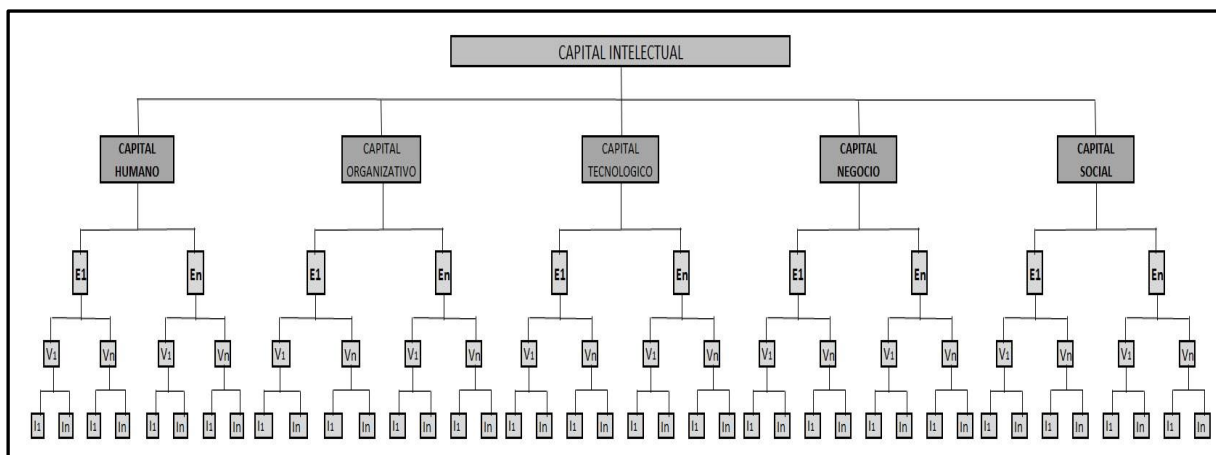 CAPITAL INTELECTUAL
CAPITAL HUMANO
CAPITAL ORGANIZATIVO
CAPITAL TECNOLOGICO
CAPITAL NEGOCIO
CAPITAL SOCIAL
E1 En E1 En E1 En E1 En E1 En
V1 Vn V1 Vn V1 Vn V1 Vn V1 Vn V1 Vn V1 Vn V1 Vn V1 Vn V1 Vn
I1 In I1 In I1 In I1 In I1 In I1 In I1 In I1 In I1 In I1 In I1 In I1 In I1 In I1 In I1 In I1 In I1 In I1 In I1 In I1 In